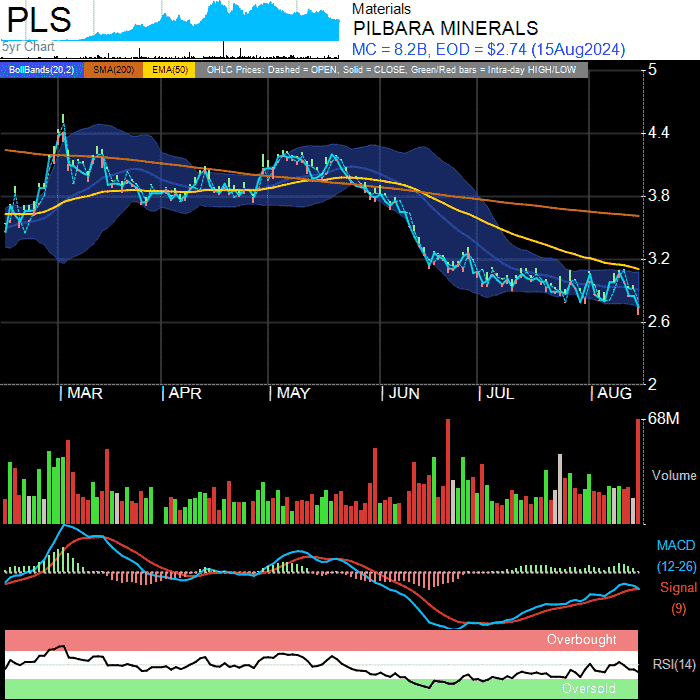 PLS
5yr Chart
Materials
PILBARA MINERALS
MC = 8.2B, EOD = $2.74 (15Aug2024)
BollBands(20,2) SMA(200) EMA(50) OHLC Prices: Dashed = OPEN, Solid = CLOSE, Green/Red bars = Intra-day HIGH/LOW
5
4.4
3.8
3.2
2.6
2
MAR APR MAY JUN JUL AUG
68M
Volume
MACD
(12-26)
Signal
(9)
Overbought
RSI(14)
Oversold